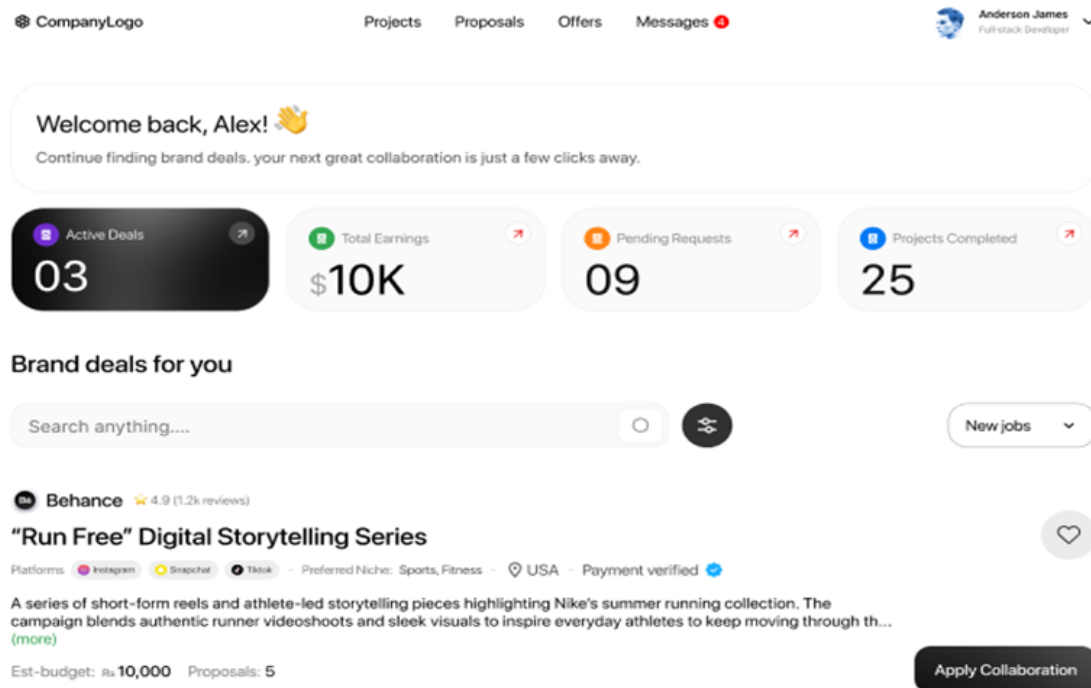 CompanyLogo Projects Proposals Offers Messages 4 Anderson James
Full-stack Developer
Welcome back, Alex! 👋
Continue finding brand deals. your next great collaboration is just a few clicks away.
Active Deals Total Earnings Pending Requests Projects Completed
03 $10K 09 25
Brand deals for you
Search anything.... New jobs
Behance 4.9 (1.2k reviews)
“Run Free” Digital Storytelling Series
Platforms Instagram Snapchat Tiktok - Preferred Niche: Sports, Fitness - USA - Payment verified
A series of short-form reels and athlete-led storytelling pieces highlighting Nike's summer running collection. The
campaign blends authentic runner videoshoots and sleek visuals to inspire everyday athletes to keep moving through th...
(more)
Est-budget: Rs 10,000 Proposals: 5 Apply Collaboration